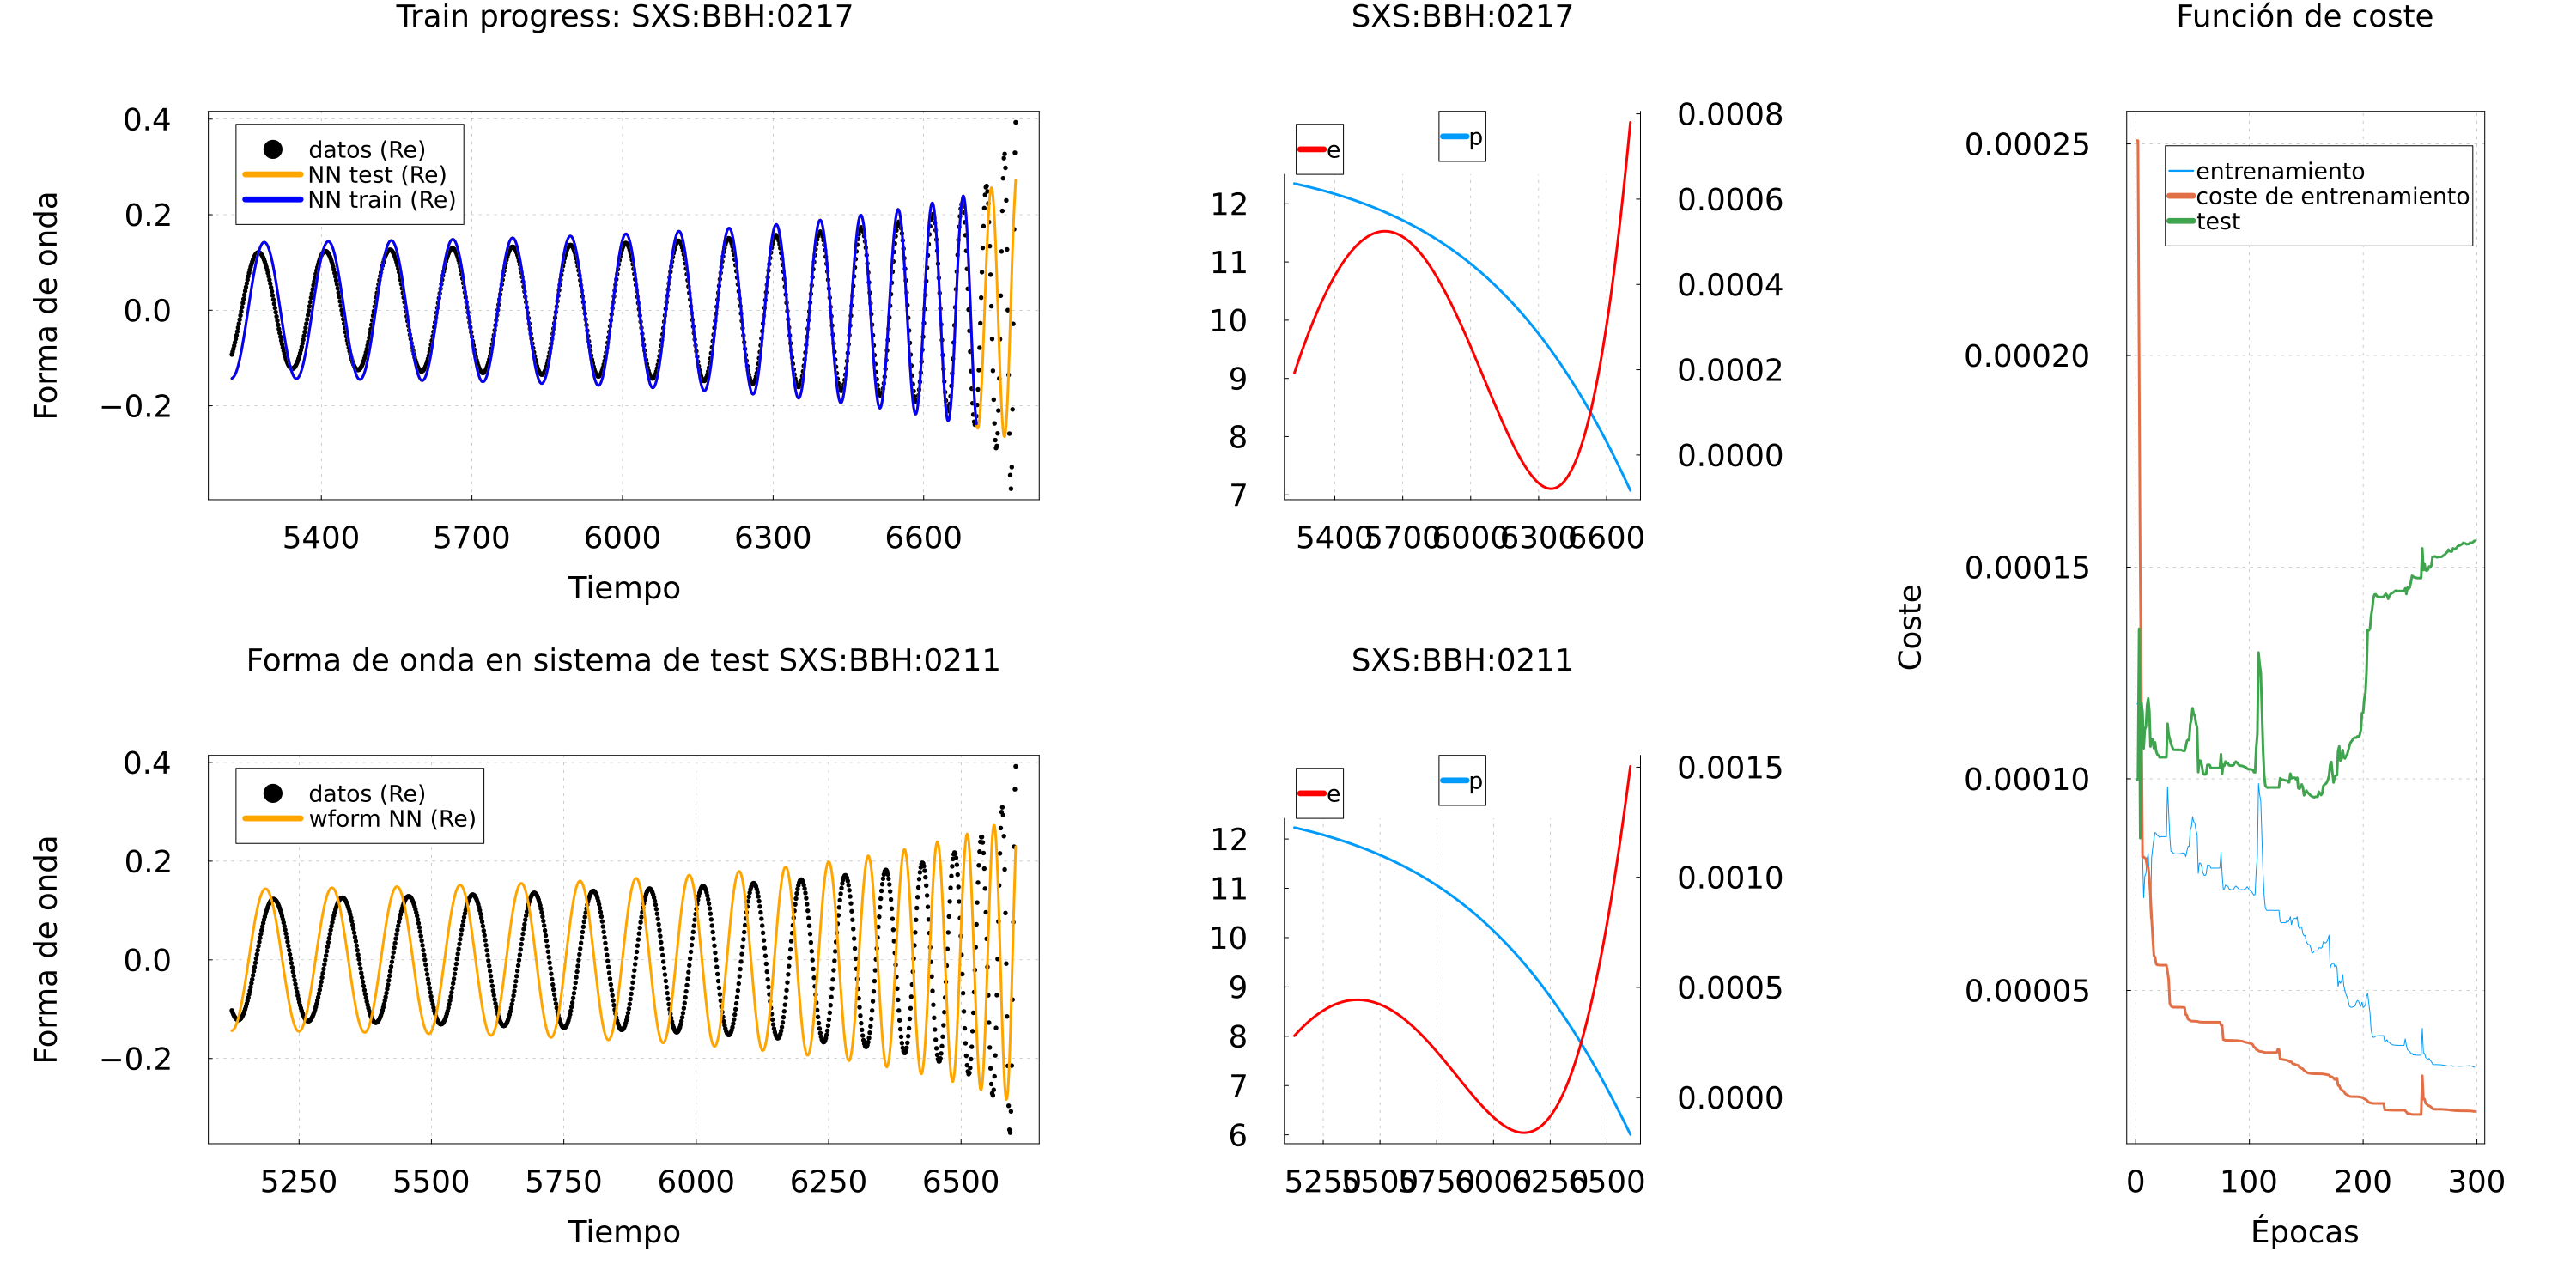 Train progress: SXS:BBH:0217
0.4
0.2
0.0
−0.2
Forma de onda
datos (Re)
NN test (Re)
NN train (Re)
5400 5700 6000 6300 6600
Tiempo
SXS:BBH:0217
e
p
12
11
10
9
8
7
0.0008
0.0006
0.0004
0.0002
0.0000
5400 5700 6000 6300 6600
Forma de onda en sistema de test SXS:BBH:0211
0.4
0.2
0.0
−0.2
Forma de onda
datos (Re)
wform NN (Re)
5250 5500 5750 6000 6250 6500
Tiempo
SXS:BBH:0211
e
p
12
11
10
9
8
7
6
0.0015
0.0010
0.0005
0.0000
5250 5500 5750 6000 6250 6500
Función de coste
Coste
0.00025
0.00020
0.00015
0.00010
0.00005
entrenamiento
coste de entrenamiento
test
0 100 200 300
Épocas